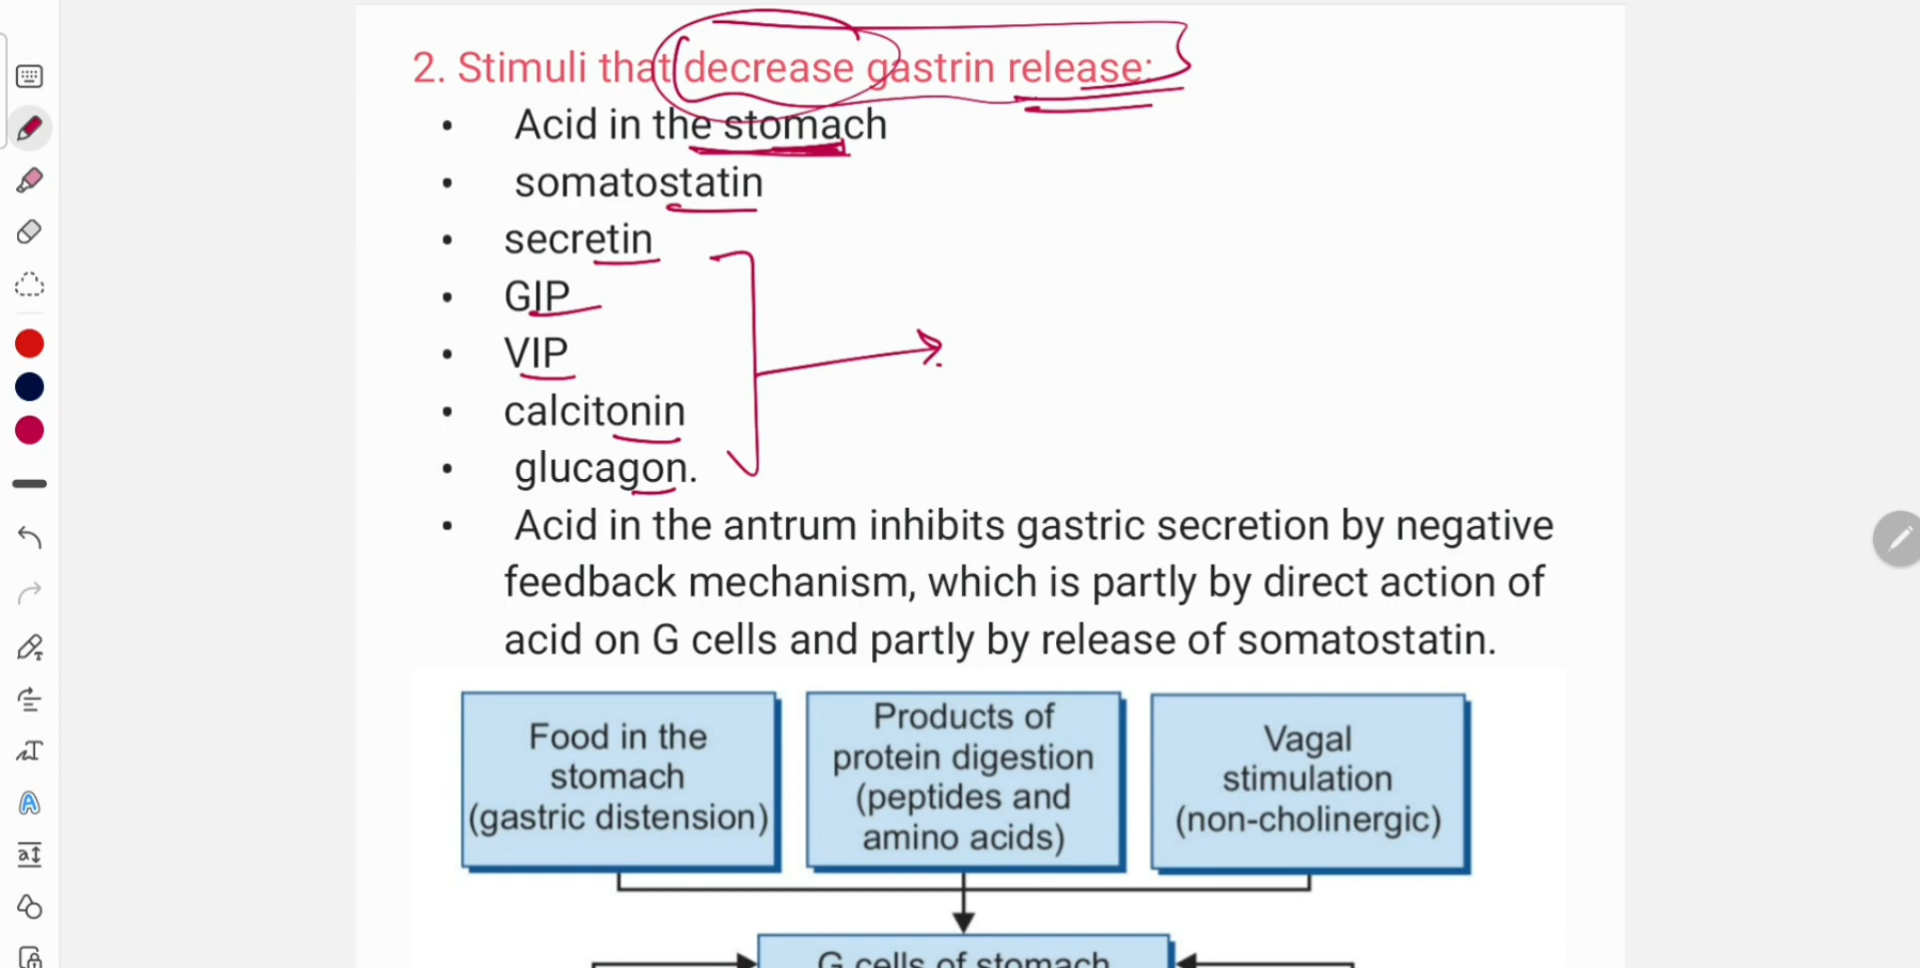 2. Stimuli that decrease gastrin release:
• Acid in the stomach
• somatostatin
• secretin
• GIP
• VIP
• calcitonin
• glucagon.
• Acid in the antrum inhibits gastric secretion by negative
feedback mechanism, which is partly by direct action of
acid on G cells and partly by release of somatostatin.
Food in the
stomach
(gastric distension)
Products of
protein digestion
(peptides and
amino acids)
Vagal
stimulation
(non-cholinergic)
G cells of stomach